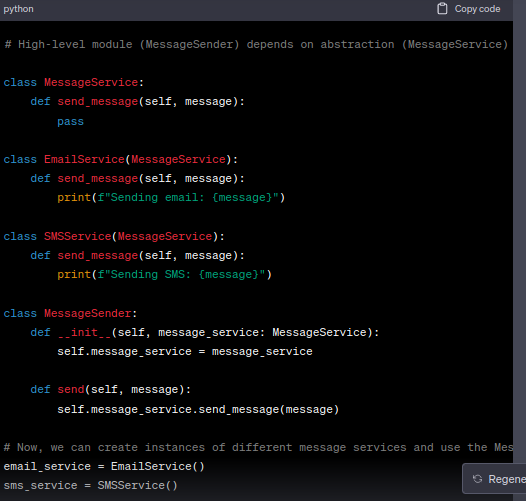 python
Copy code
# High-level module (MessageSender) depends on abstraction (MessageService)
class MessageService:
    def send_message(self, message):
        pass
class EmailService(MessageService):
    def send_message(self, message):
        print(f"Sending email: {message}")
class SMSService(MessageService):
    def send_message(self, message):
        print(f"Sending SMS: {message}")
class MessageSender:
    def __init__(self, message_service: MessageService):
        self.message_service = message_service
    def send(self, message):
        self.message_service.send_message(message)
# Now, we can create instances of different message services and use the Mes
email_service = EmailService()
sms_service = SMSService()
Regene